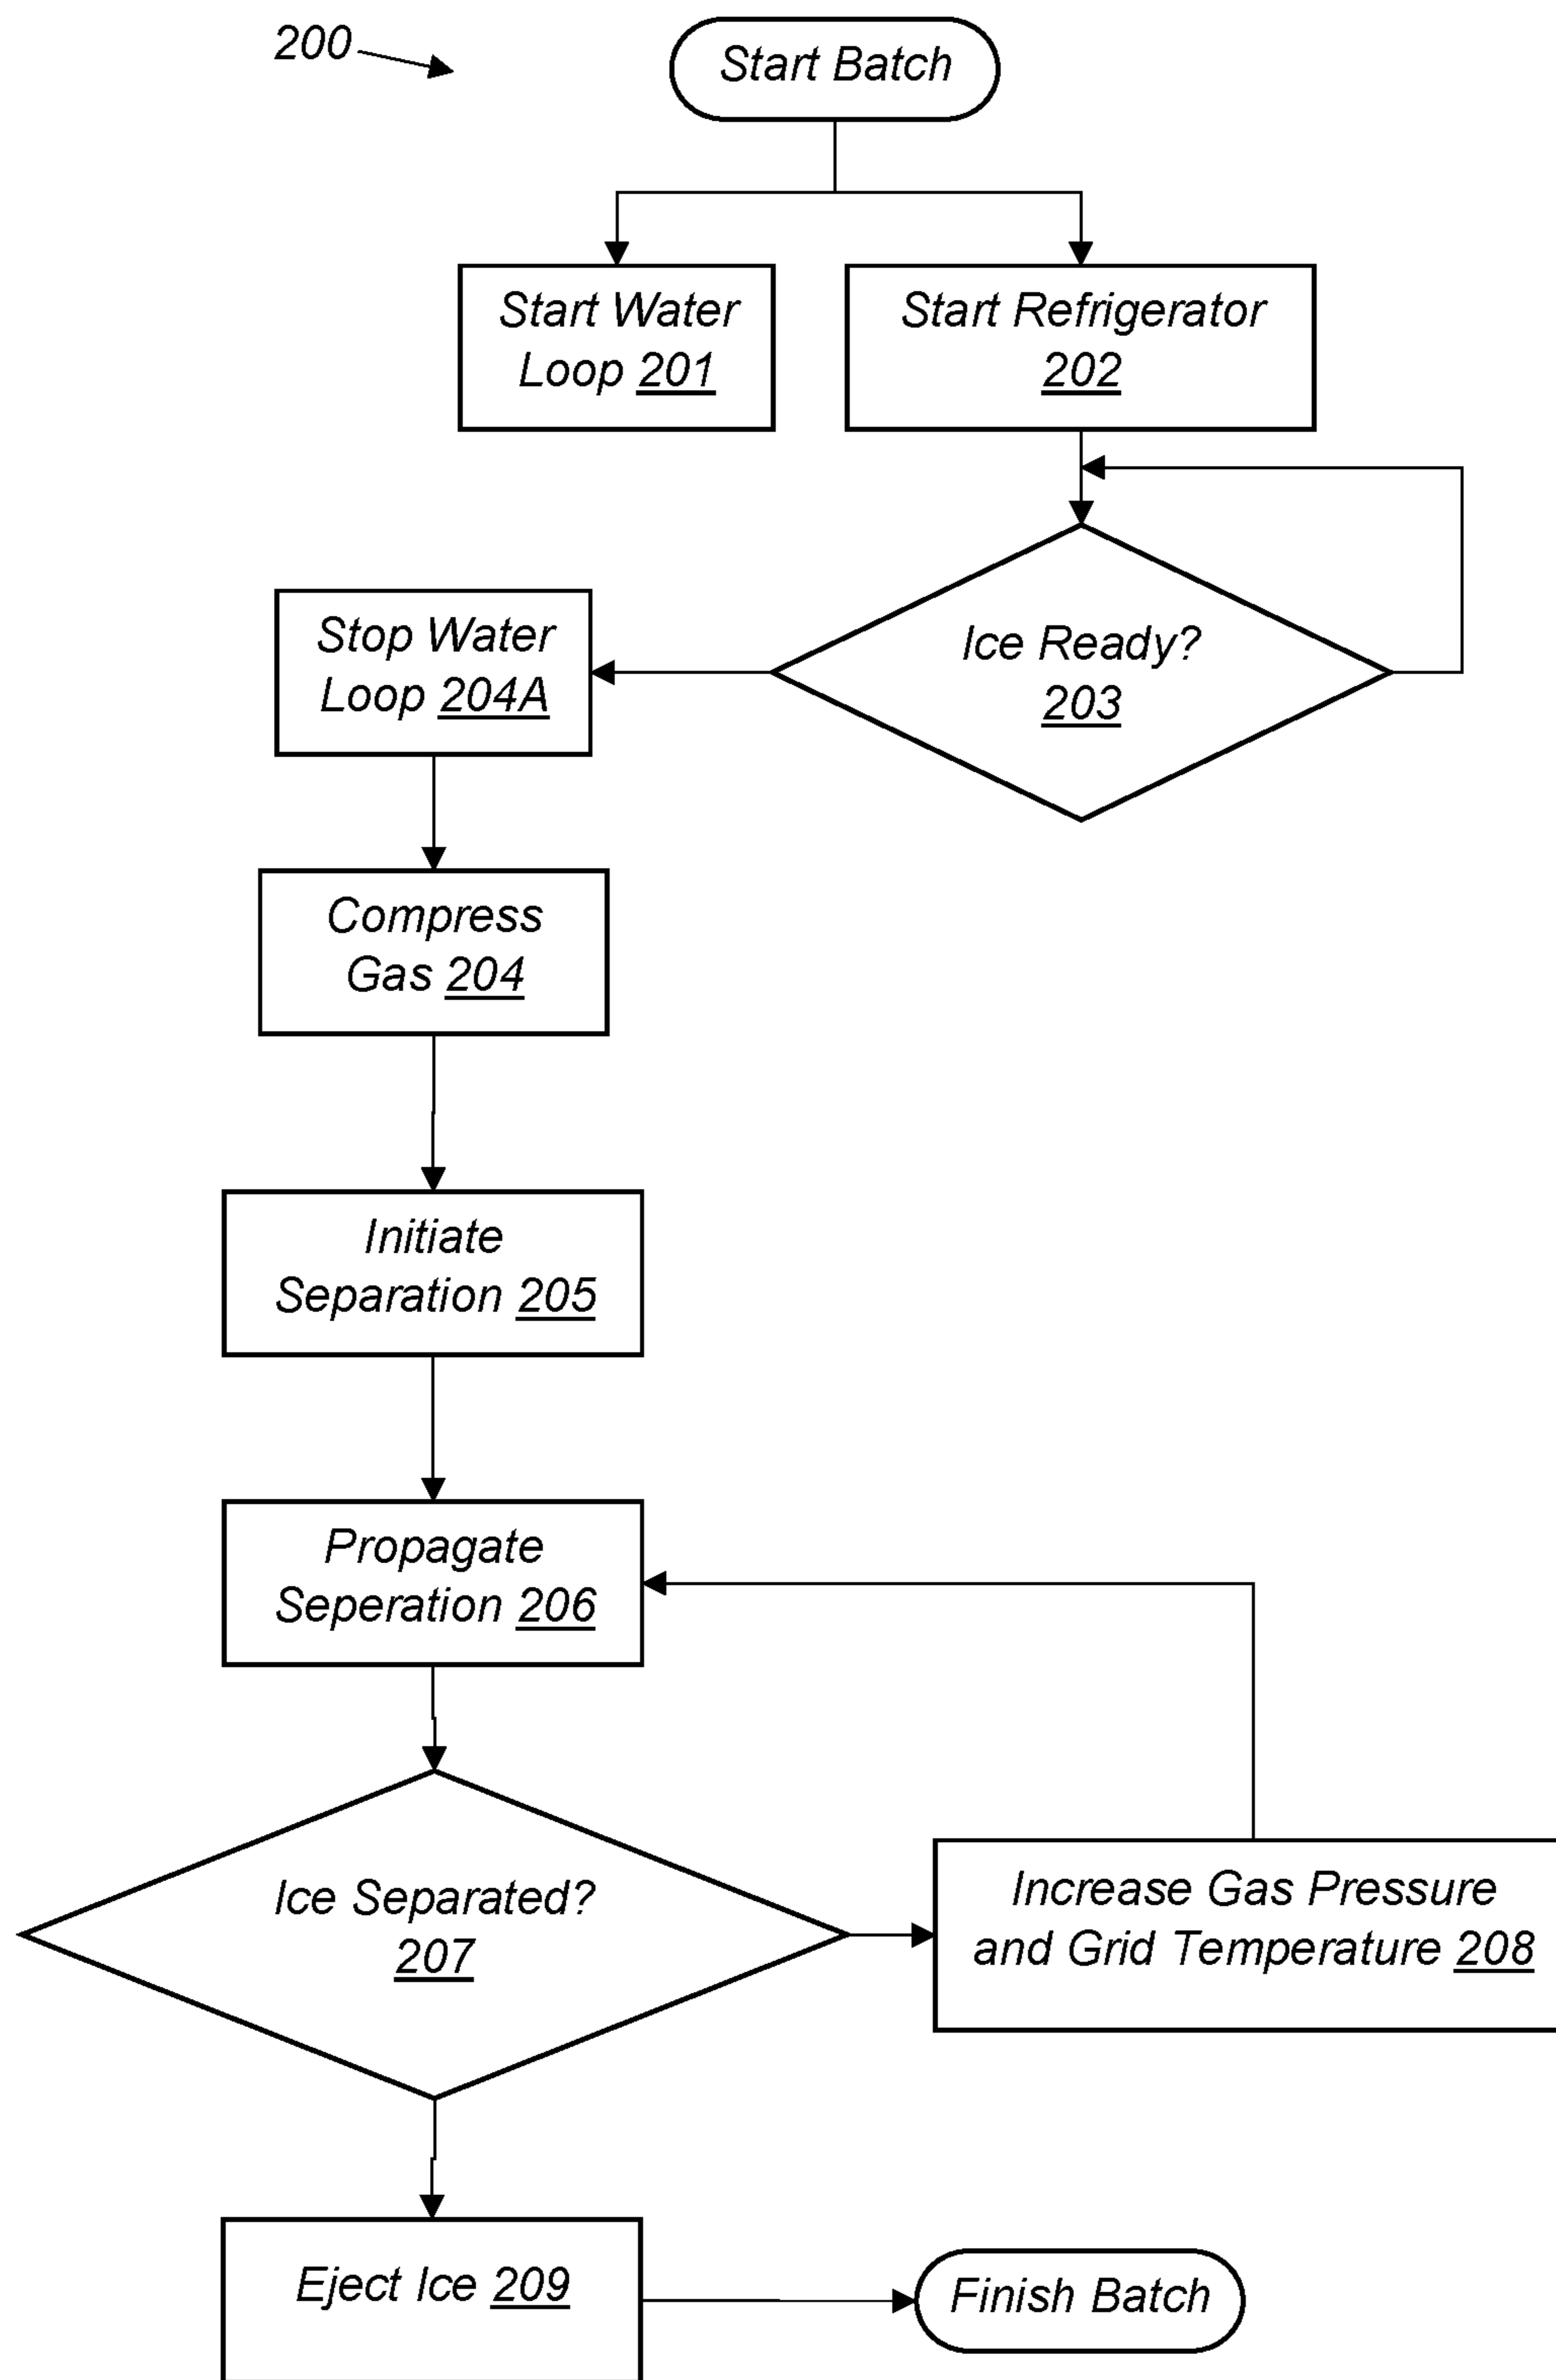 200
Start Batch
Start Water
Loop 201
Start Refrigerator
202
Ice Ready?
203
Stop Water
Loop 204A
Compress
Gas 204
Initiate
Separation 205
Propagate
Seperation 206
Ice Separated?
207
Increase Gas Pressure
and Grid Temperature 208
Eject Ice 209
Finish Batch